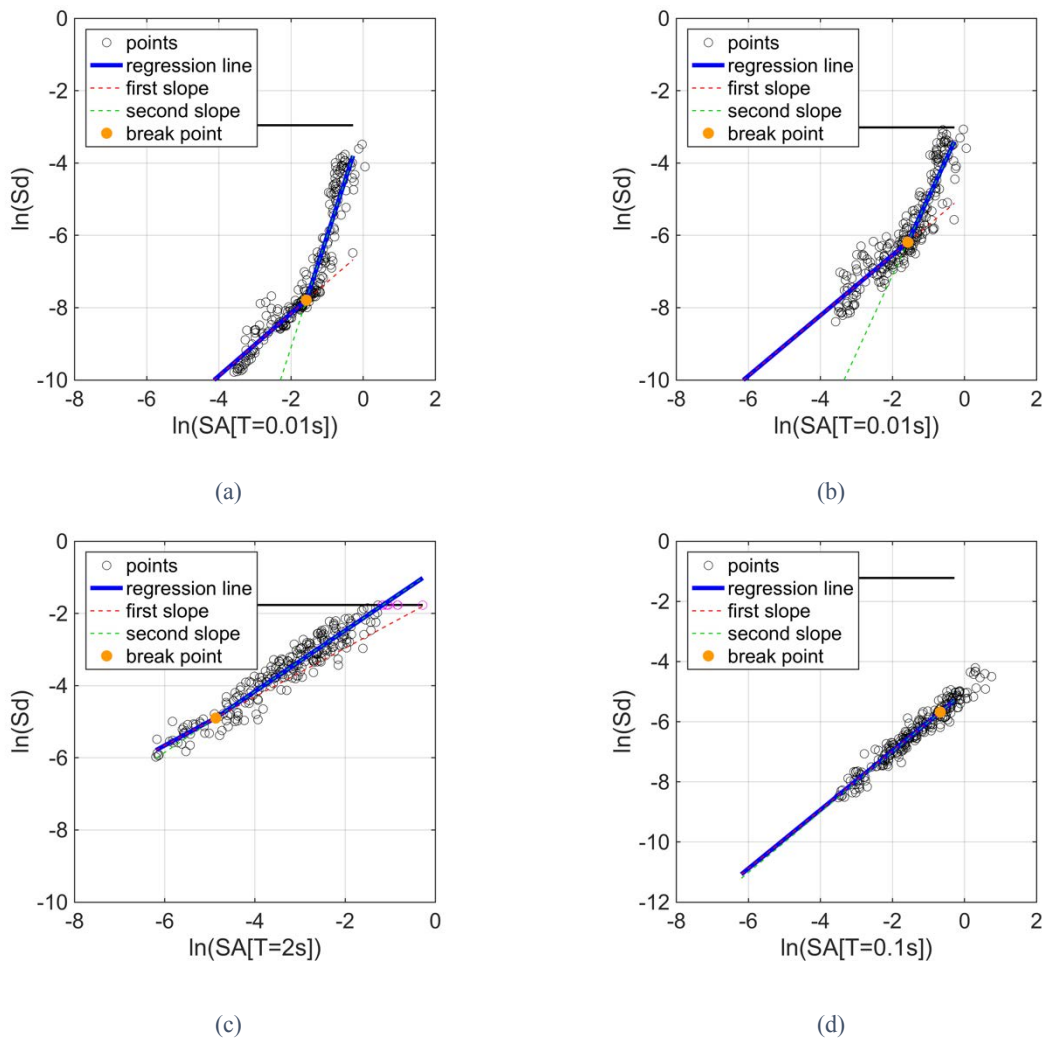 0
-2
-4
-6
-8
-10
ln(Sd)
points
regression line
first slope
second slope
break point
-8 -6 -4 -2 0 2
ln(SA[T=0.01s])
(a)
0
-2
-4
-6
-8
-10
ln(Sd)
points
regression line
first slope
second slope
break point
-8 -6 -4 -2 0 2
ln(SA[T=0.01s])
(b)
0
-2
-4
-6
-8
-10
ln(Sd)
points
regression line
first slope
second slope
break point
-8 -6 -4 -2 0
ln(SA[T=2s])
(c)
0
-2
-4
-6
-8
-10
-12
ln(Sd)
points
regression line
first slope
second slope
break point
-8 -6 -4 -2 0 2
ln(SA[T=0.1s])
(d)